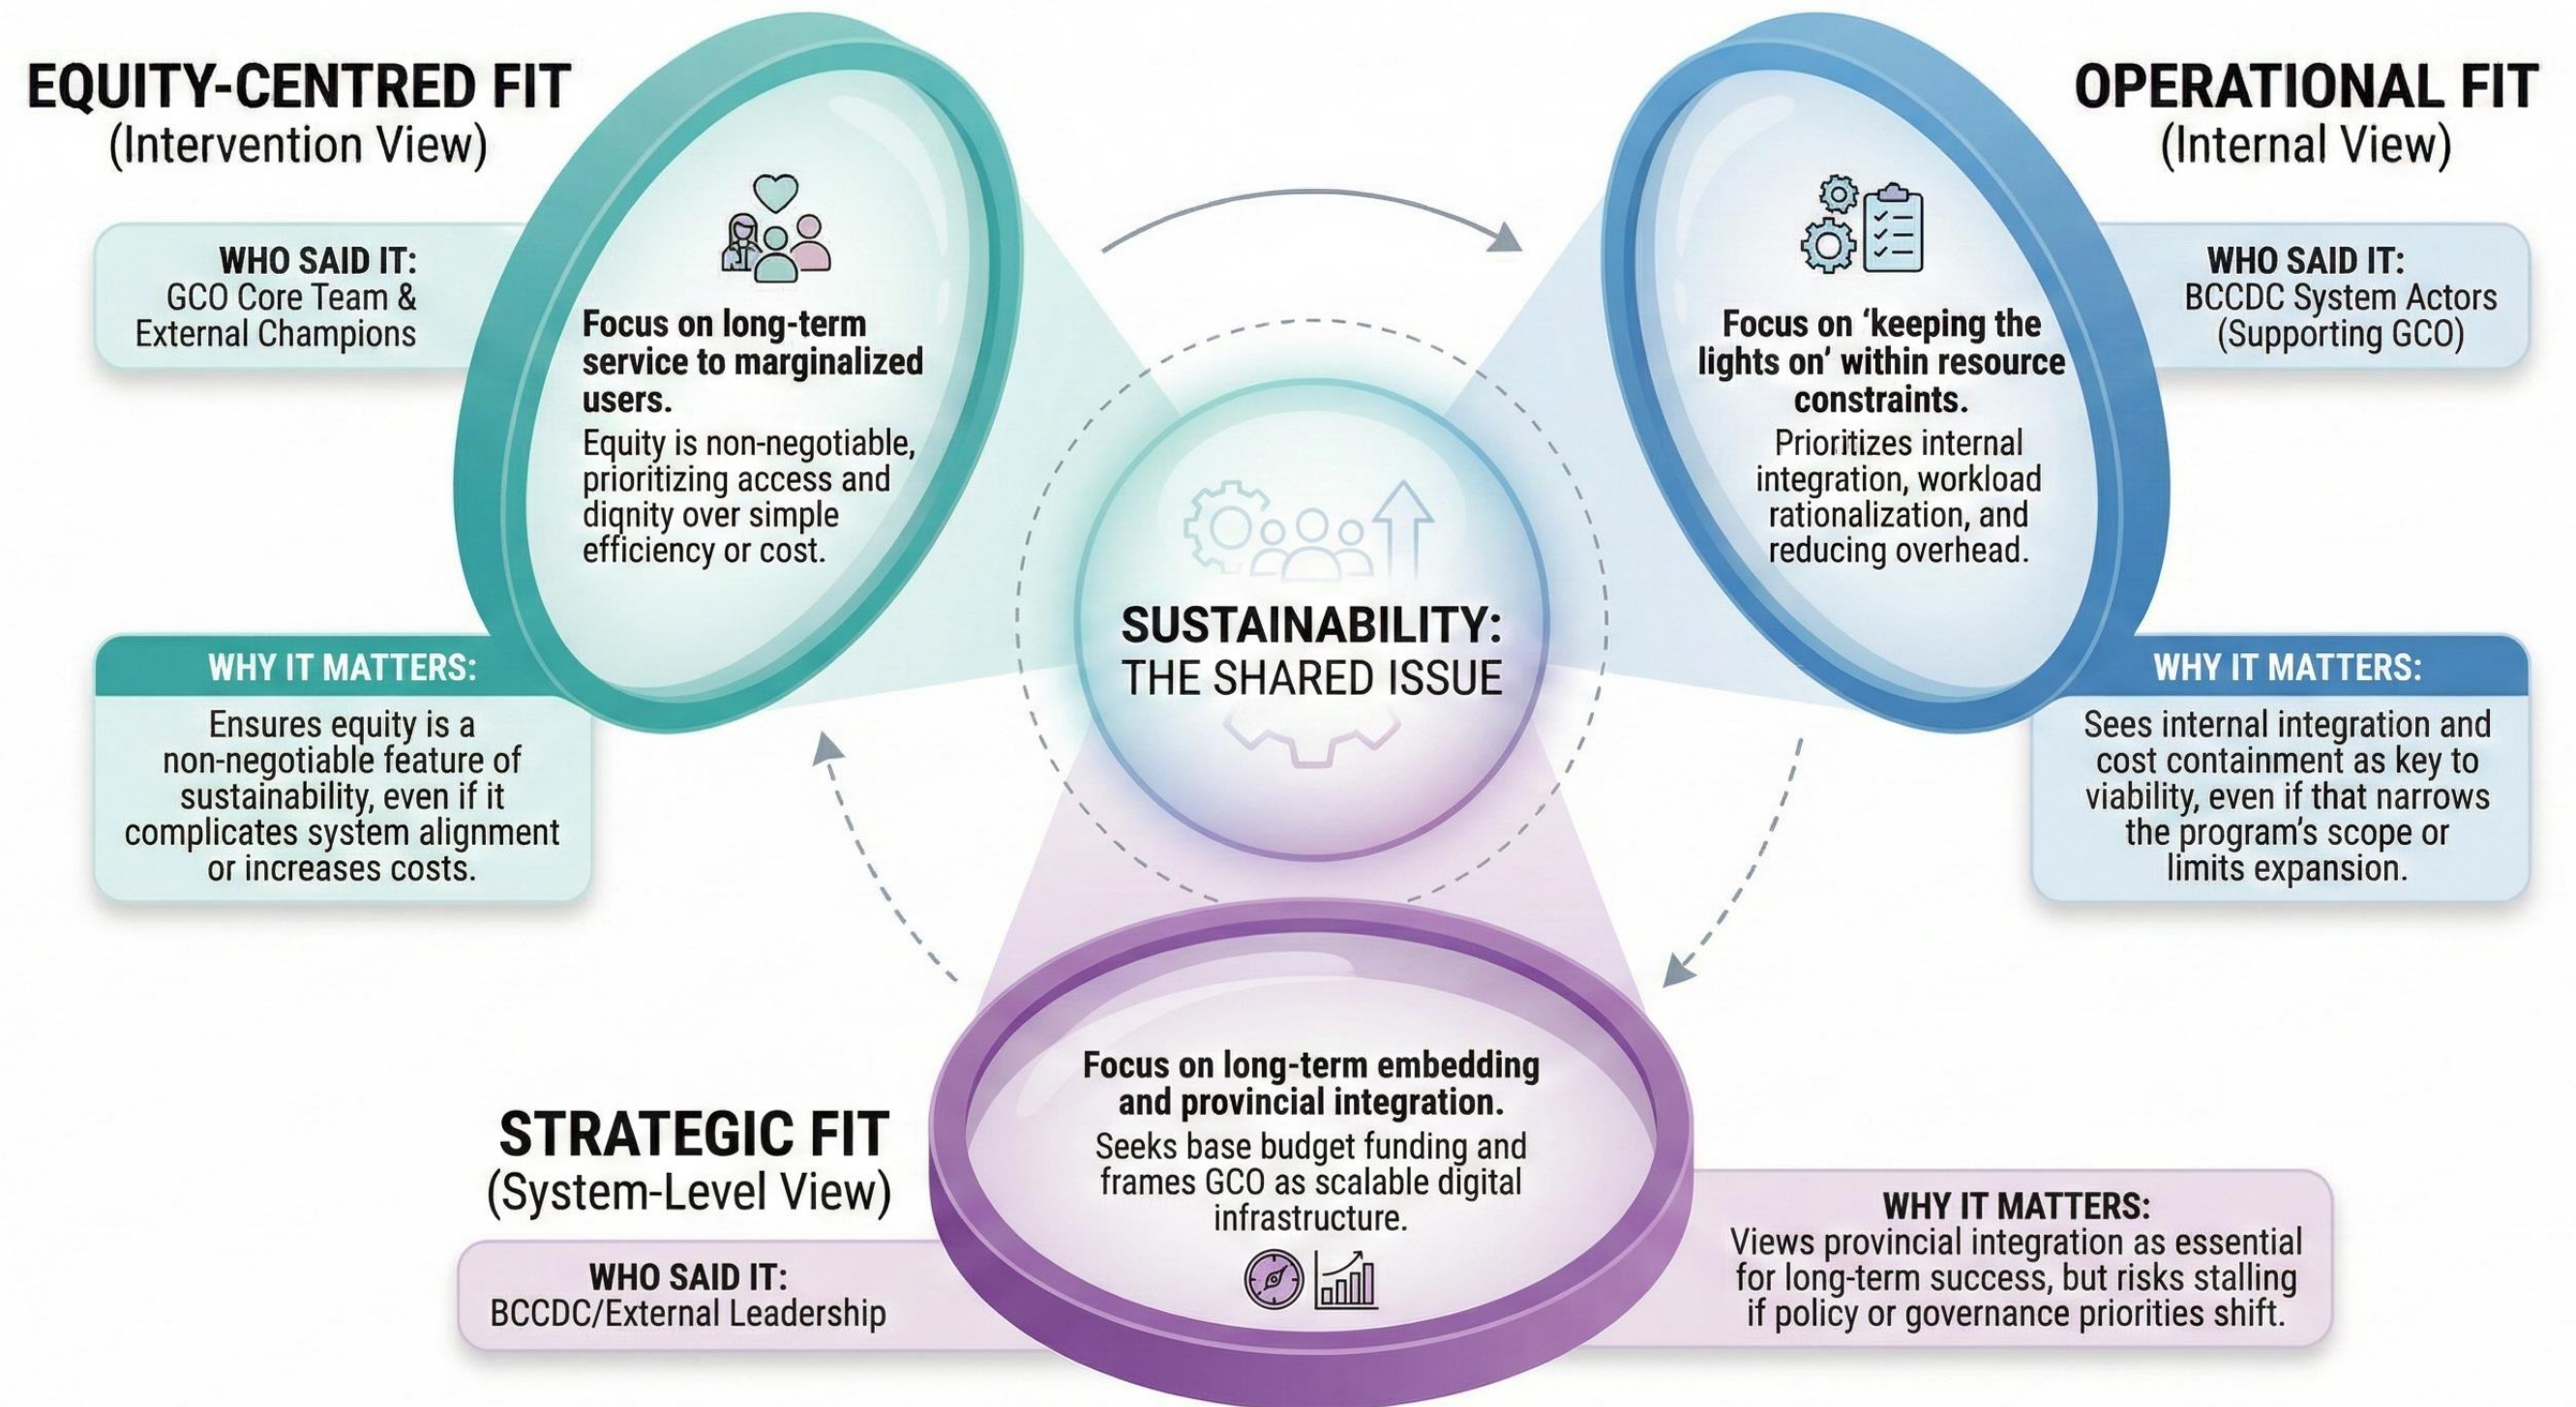 EQUITY-CENTRED FIT
(Intervention View)
WHO SAID IT:
GCO Core Team &
External Champions
Focus on long-term
service to marginalized
users.
Equity is non-negotiable,
prioritizing access and
diqnity over simple
efficiency or cost.
WHY IT MATTERS:
Ensures equity is a
non-negotiable feature of
sustainability, even if it
complicates system alignment
or increases costs.
OPERATIONAL FIT
(Internal View)
WHO SAID IT:
BCCDC System Actors
(Supporting GCO)
Focus on ‘keeping the
lights on’ within resource
constraints.
Prioritizes internal
integration, workload
rationalization, and
reducing overhead.
WHY IT MATTERS:
Sees internal integration and
cost containment as key to
viability, even if that narrows
the program’s scope or
limits expansion.
SUSTAINABILITY:
THE SHARED ISSUE
STRATEGIC FIT
(System-Level View)
WHO SAID IT:
BCCDC/External Leadership
Focus on long-term embedding
and provincial integration.
Seeks base budget funding and
frames GCO as scalable digital
infrastructure.
WHY IT MATTERS:
Views provincial integration as essential
for long-term success, but risks stalling
if policy or governance priorities shift.